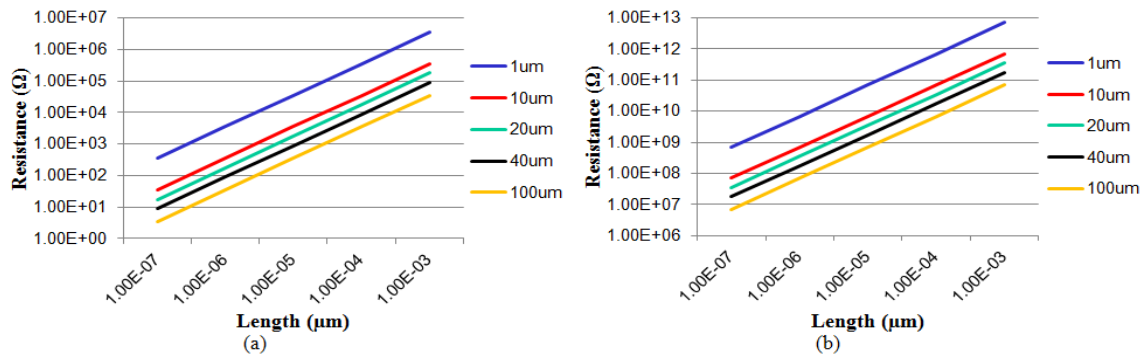 1.00E+07
1.00E+06
1.00E+05
1.00E+04
1.00E+03
1.00E+02
1.00E+01
1.00E+00
Resistance (Ω)
1.00E-07
1.00E-06
1.00E-05
1.00E-04
1.00E-03
Length (µm)
1um
10um
20um
40um
100um
(a)
1.00E+13
1.00E+12
1.00E+11
1.00E+10
1.00E+09
1.00E+08
1.00E+07
1.00E+06
Resistance (Ω)
1.00E-07
1.00E-06
1.00E-05
1.00E-04
1.00E-03
Length (µm)
1um
10um
20um
40um
100um
(b)